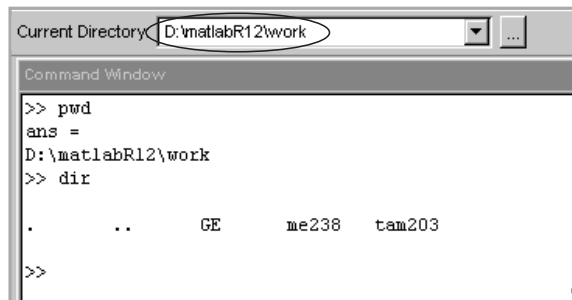 Current Directory: D:\matlabR12\work ...
Command Window
>> pwd
ans =
D:\matlabR12\work
>> dir
. .. GE me238 tam203
>>